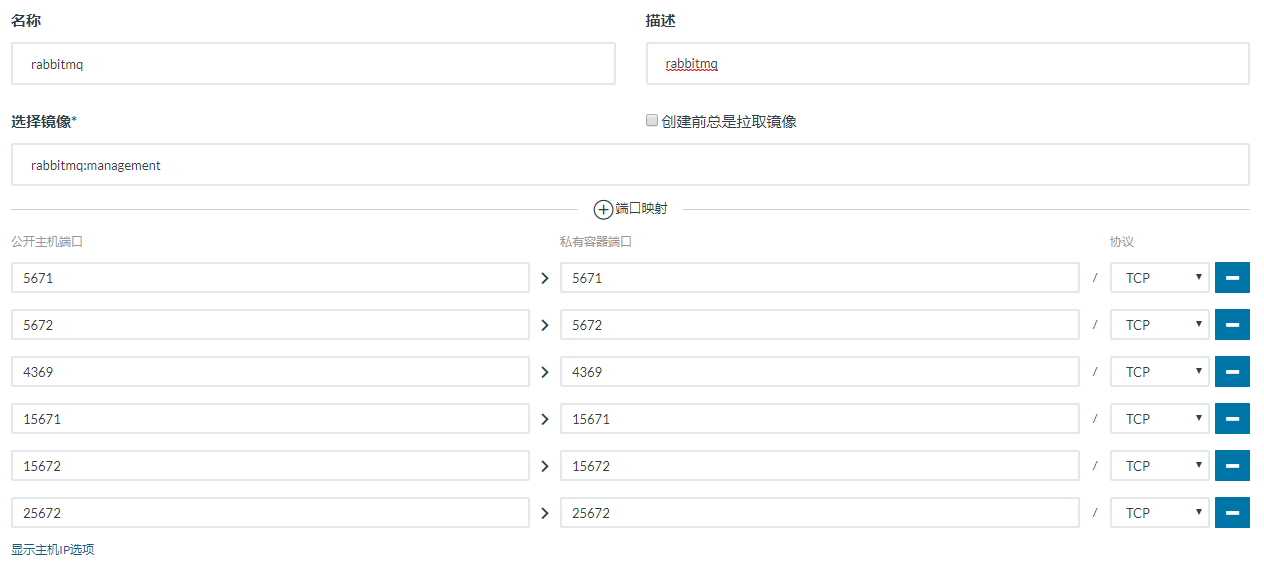 名称 描述
rabbitmq rabbitmq
选择镜像* 创建前总是拉取镜像
rabbitmq:management
端口映射
公开主机端口 私有容器端口 协议
5671 5671 / TCP
5672 5672 / TCP
4369 4369 / TCP
15671 15671 / TCP
15672 15672 / TCP
25672 25672 / TCP
显示主机IP选项